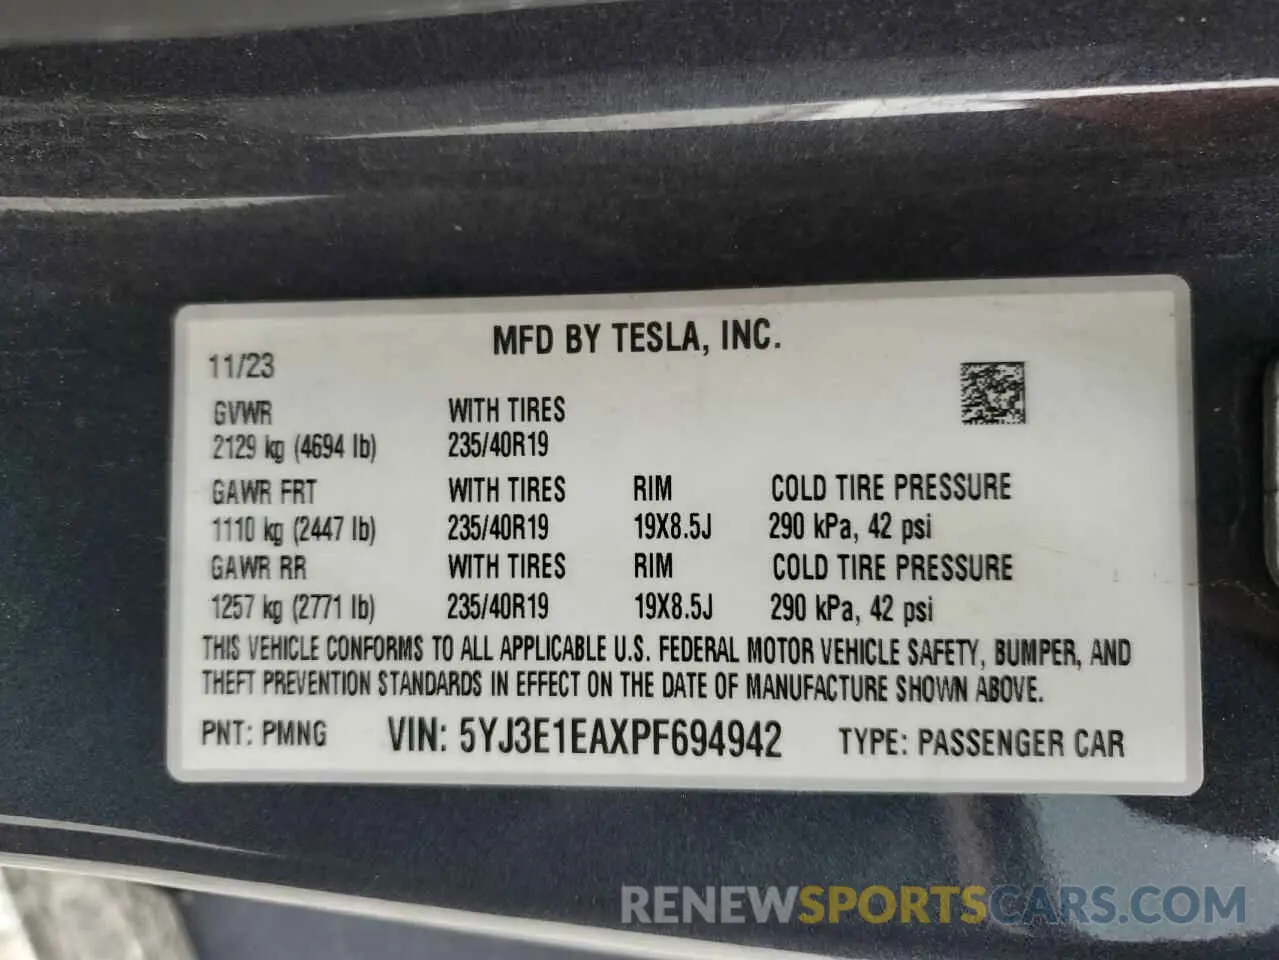 MFD BY TESLA, INC.
11/23
GVWR WITH TIRES
2129 kg (4694 lb) 235/40R19
GAWR FRT WITH TIRES RIM COLD TIRE PRESSURE
1110 kg (2447 lb) 235/40R19 19X8.5J 290 kPa, 42 psi
GAWR RR WITH TIRES RIM COLD TIRE PRESSURE
1257 kg (2771 lb) 235/40R19 19X8.5J 290 kPa, 42 psi
THIS VEHICLE CONFORMS TO ALL APPLICABLE U.S. FEDERAL MOTOR VEHICLE SAFETY, BUMPER, AND
THEFT PREVENTION STANDARDS IN EFFECT ON THE DATE OF MANUFACTURE SHOWN ABOVE.
PNT: PMNG VIN: 5YJ3E1EAXPF694942 TYPE: PASSENGER CAR
RENEWSPORTSCARS.COM